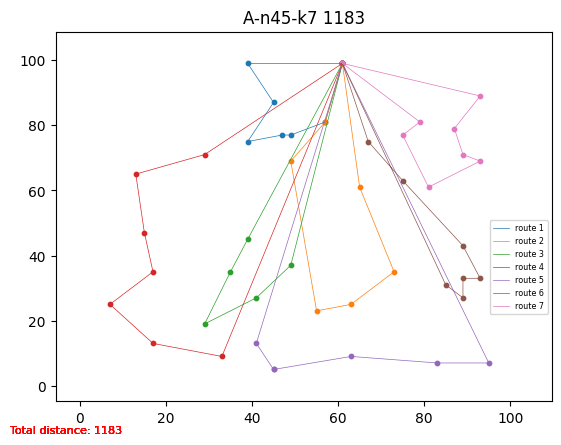 A-n45-k7 1183
100
80
60
40
20
0
route 1
route 2
route 3
route 4
route 5
route 6
route 7
0 20 40 60 80 100
Total distance: 1183